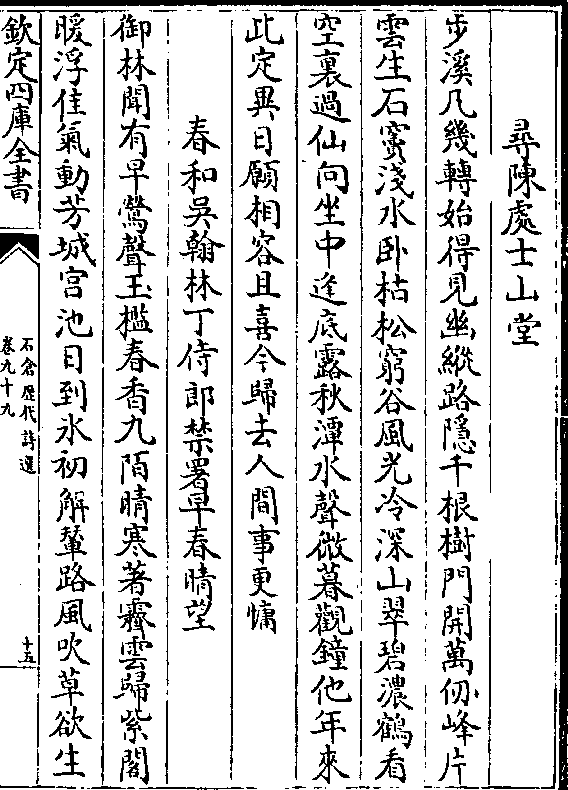 尋陳處士山堂
步溪凡幾轉始得見幽縱路隱千根樹門開萬仞峰片
雲生石竇淺水卧枯松窮谷風光冷深山翠碧濃鶴看
空裏過仙向坐中逢底露秋潭水聲微暮觀鐘他年來
此定異日願相容且喜今歸去人間事更慵
春和吳翰林丁侍郎禁署早春晴望
御林聞有早鶯聲玉檻春香九陌晴寒著霽雲歸紫閣
暖浮佳氣動芳城宮池日到氷初解輦路風吹草欲生
欽定四庫全書
石倉歷代詩選
卷九十九
十五